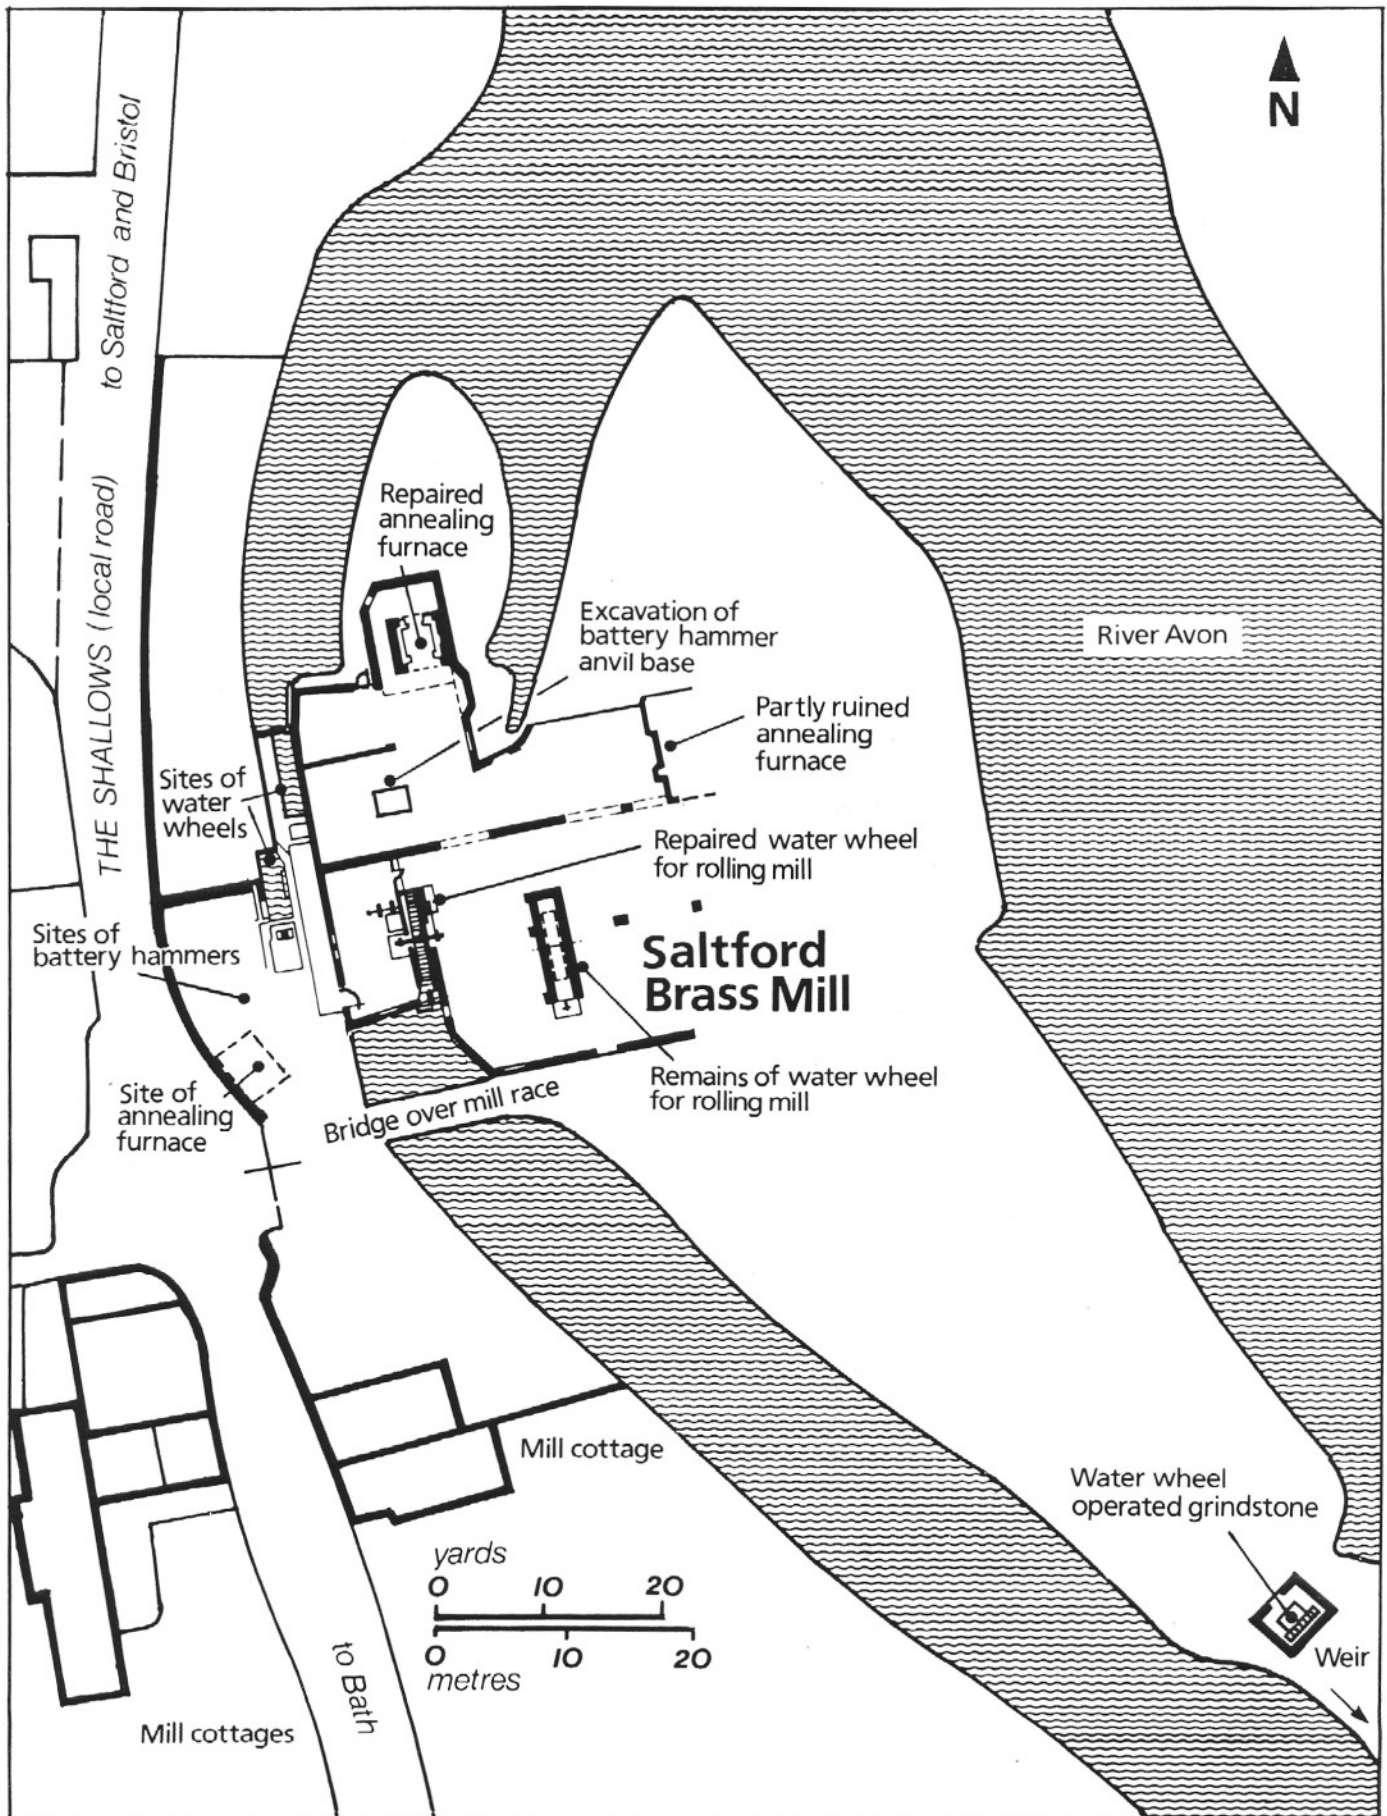 N
to Saltford and Bristol
THE SHALLOWS (local road)
Repaired
annealing
furnace
Excavation of
battery hammer
anvil base
River Avon
Partly ruined
annealing
furnace
Sites of
water
wheels
Repaired water wheel
for rolling mill
Sites of
battery hammers
Saltford
Brass Mill
Site of
annealing
furnace
Remains of water wheel
for rolling mill
Bridge over mill race
Mill cottage
Water wheel
operated grindstone
yards
0 10 20
0 10 20
metres
Weir
to Bath
Mill cottages